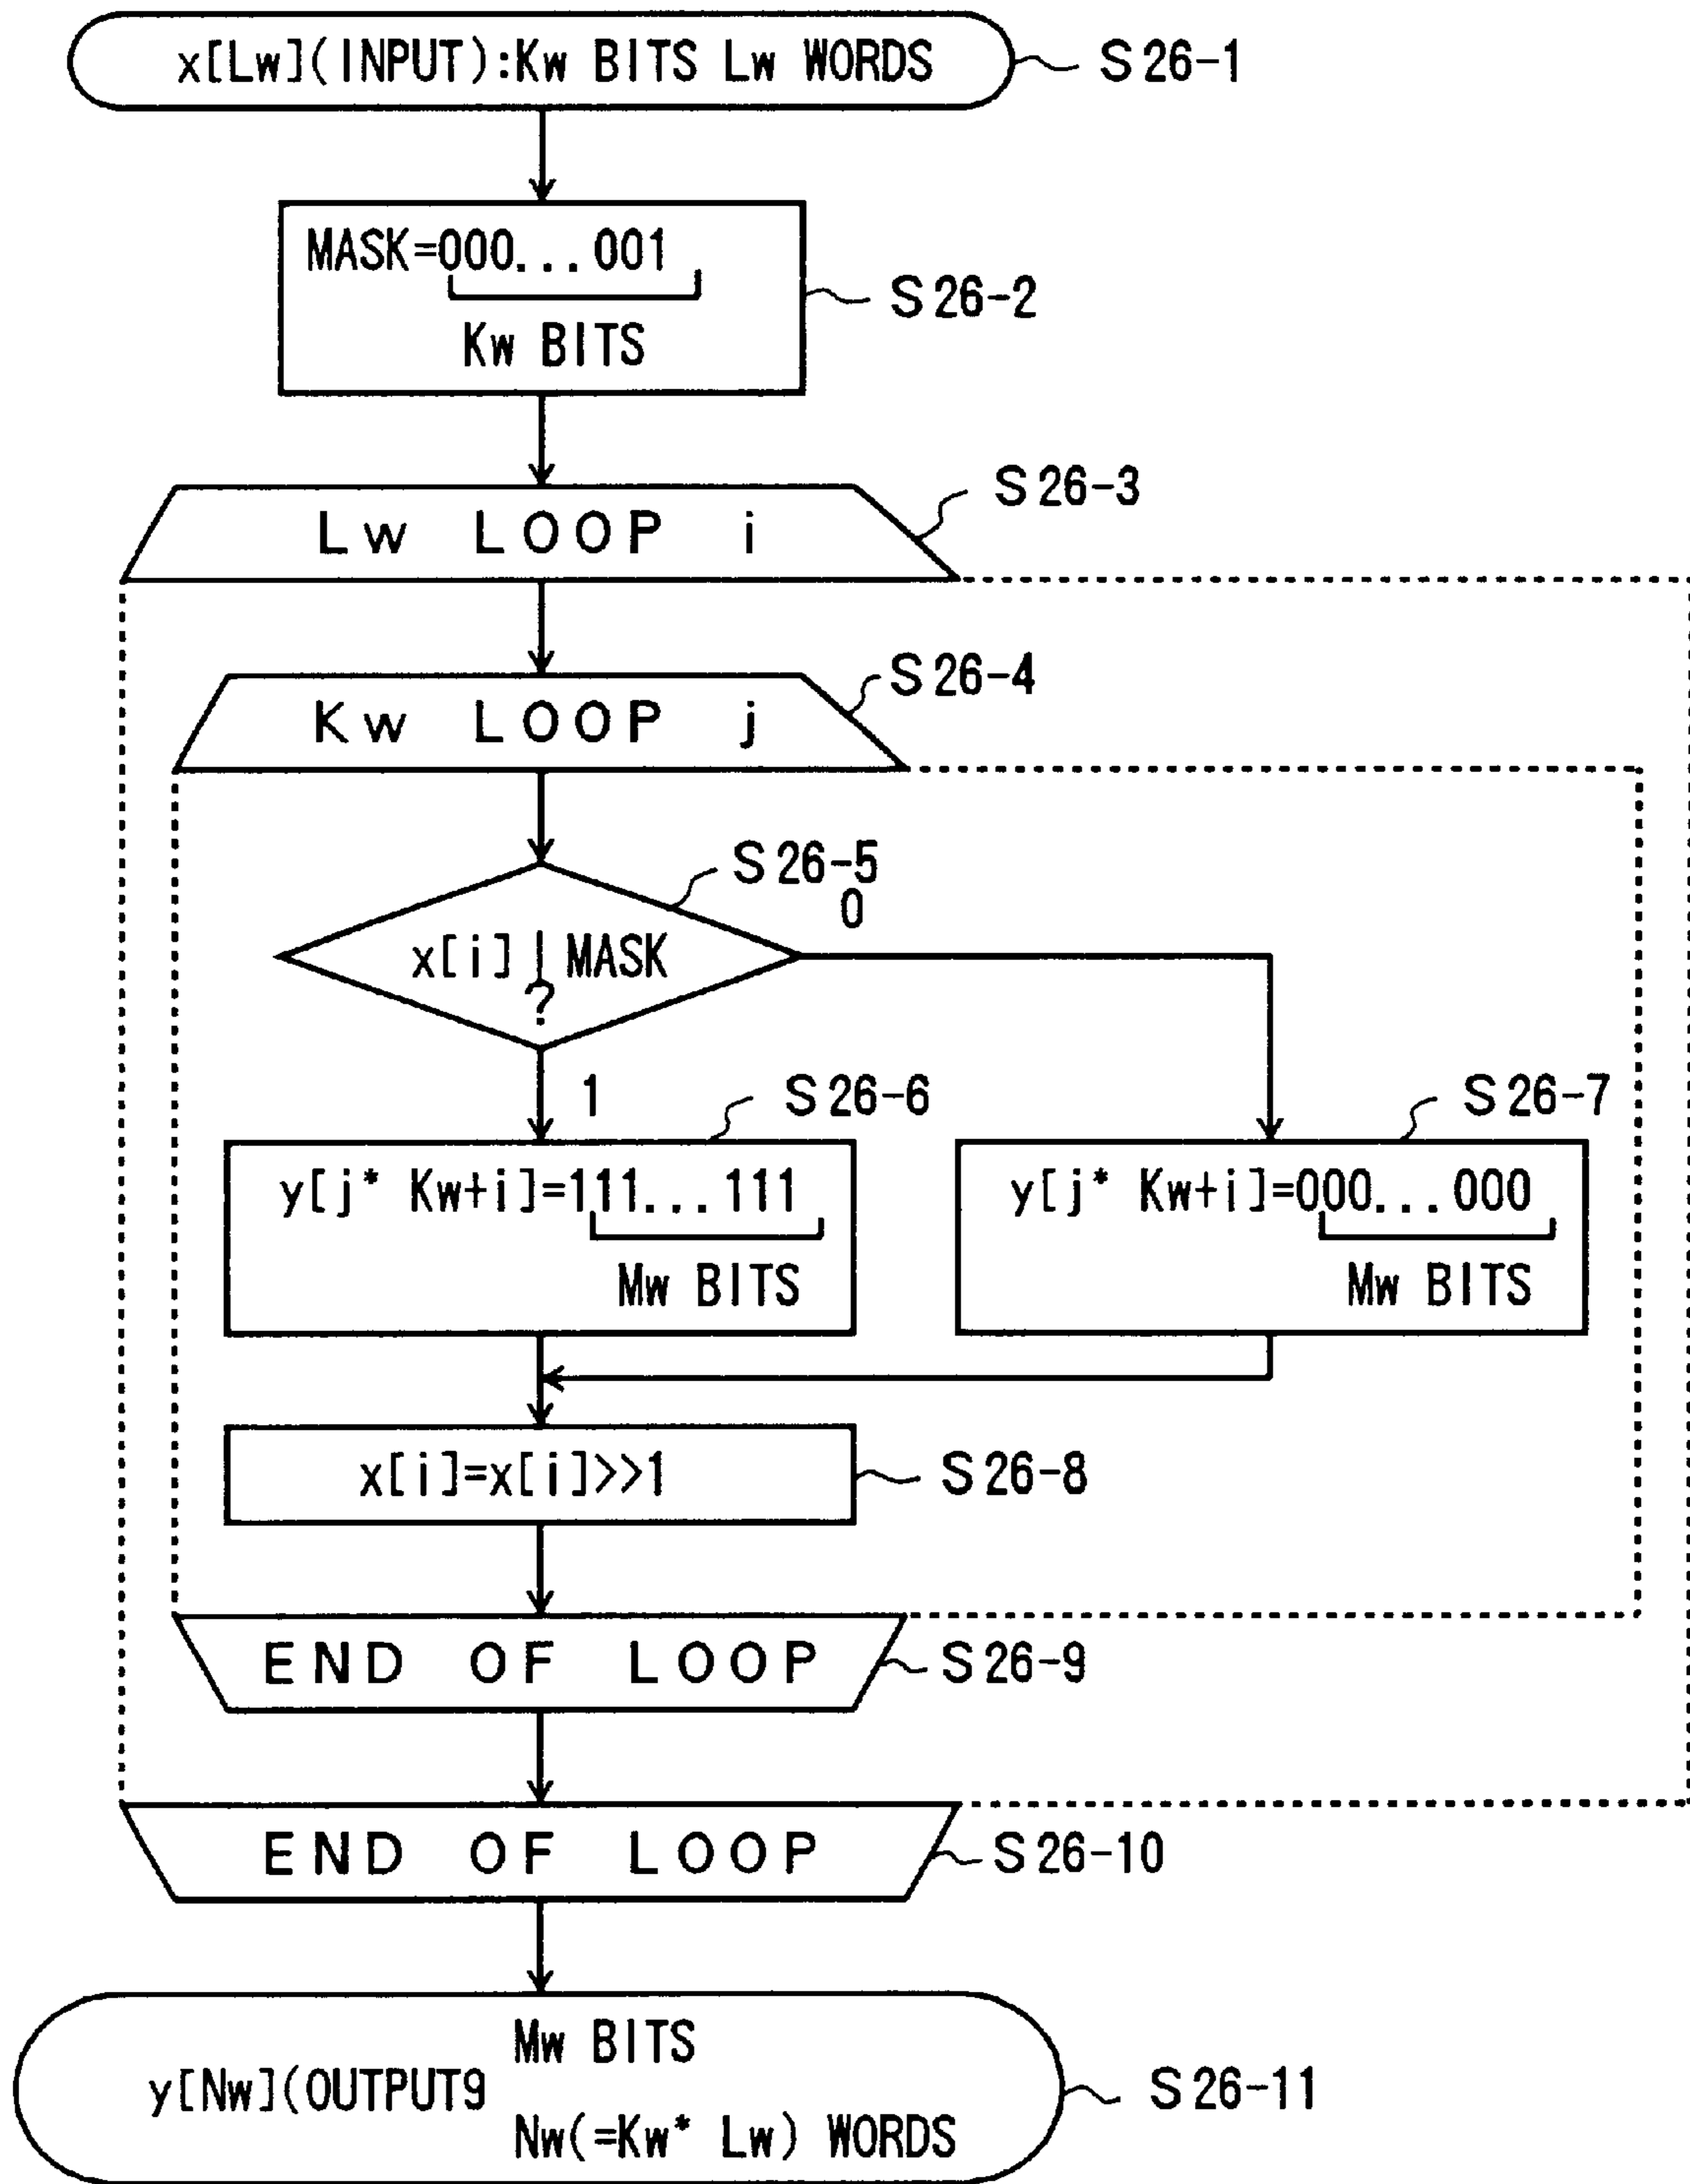 x[Lw](INPUT):Kw BITS Lw WORDS
S26-1
MASK=000...001
Kw BITS
S26-2
Lw LOOP i
S26-3
Kw LOOP j
S26-4
S26-5
x[i] | MASK
?
0
1
S26-6
y[j* Kw+i]=111...111
Mw BITS
S26-7
y[j* Kw+i]=000...000
Mw BITS
x[i]=x[i]>>1
S26-8
END OF LOOP
S26-9
END OF LOOP
S26-10
Mw BITS
y[Nw](OUTPUT9
Nw(=Kw* Lw) WORDS
S26-11